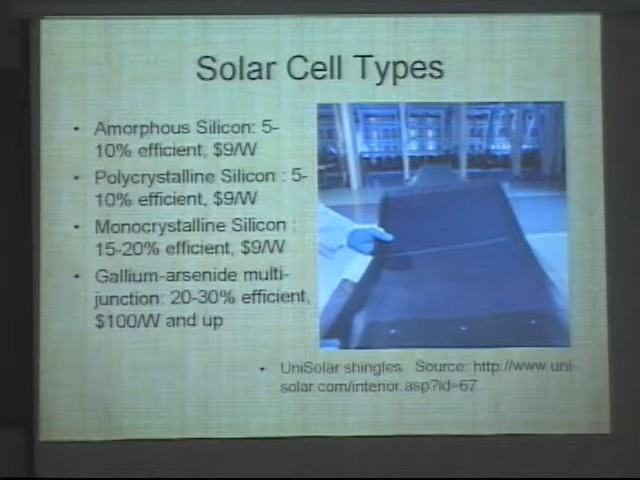 Solar Cell Types
• Amorphous Silicon: 5-
10% efficient, $9/W
• Polycrystalline Silicon : 5-
10% efficient, $9/W
• Monocrystalline Silicon :
15-20% efficient, $9/W
• Gallium-arsenide multi-
junction: 20-30% efficient,
$100/W and up
• UniSolar shingles. Source: http://www.uni-
solar.com/interior.asp?id=67